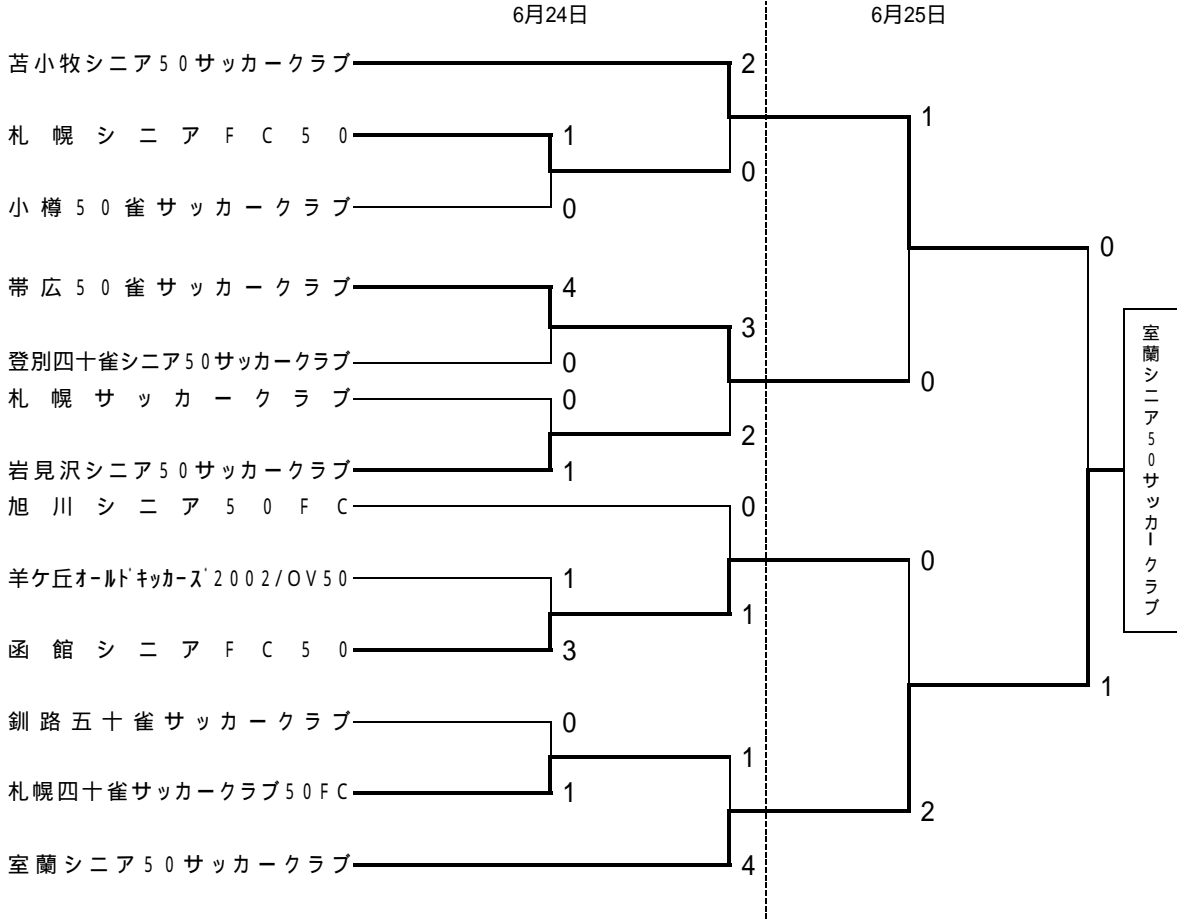 6月24日
6月25日
苫小牧シニア50サッカークラブ
2
1
札幌シニアFC50
1
0
小樽50雀サッカークラブ
0
0
帯広50雀サッカークラブ
4
3
登別四十雀シニア50サッカークラブ
0
0
札幌サッカークラブ
0
2
岩見沢シニア50サッカークラブ
1
旭川シニア50FC
0
0
羊ケ丘オールドキッカーズ2002/OV50
1
1
函館シニアFC50
3
1
釧路五十雀サッカークラブ
0
1
札幌四十雀サッカークラブ50FC
1
2
室蘭シニア50サッカークラブ
4
室蘭シニア50サッカークラブ